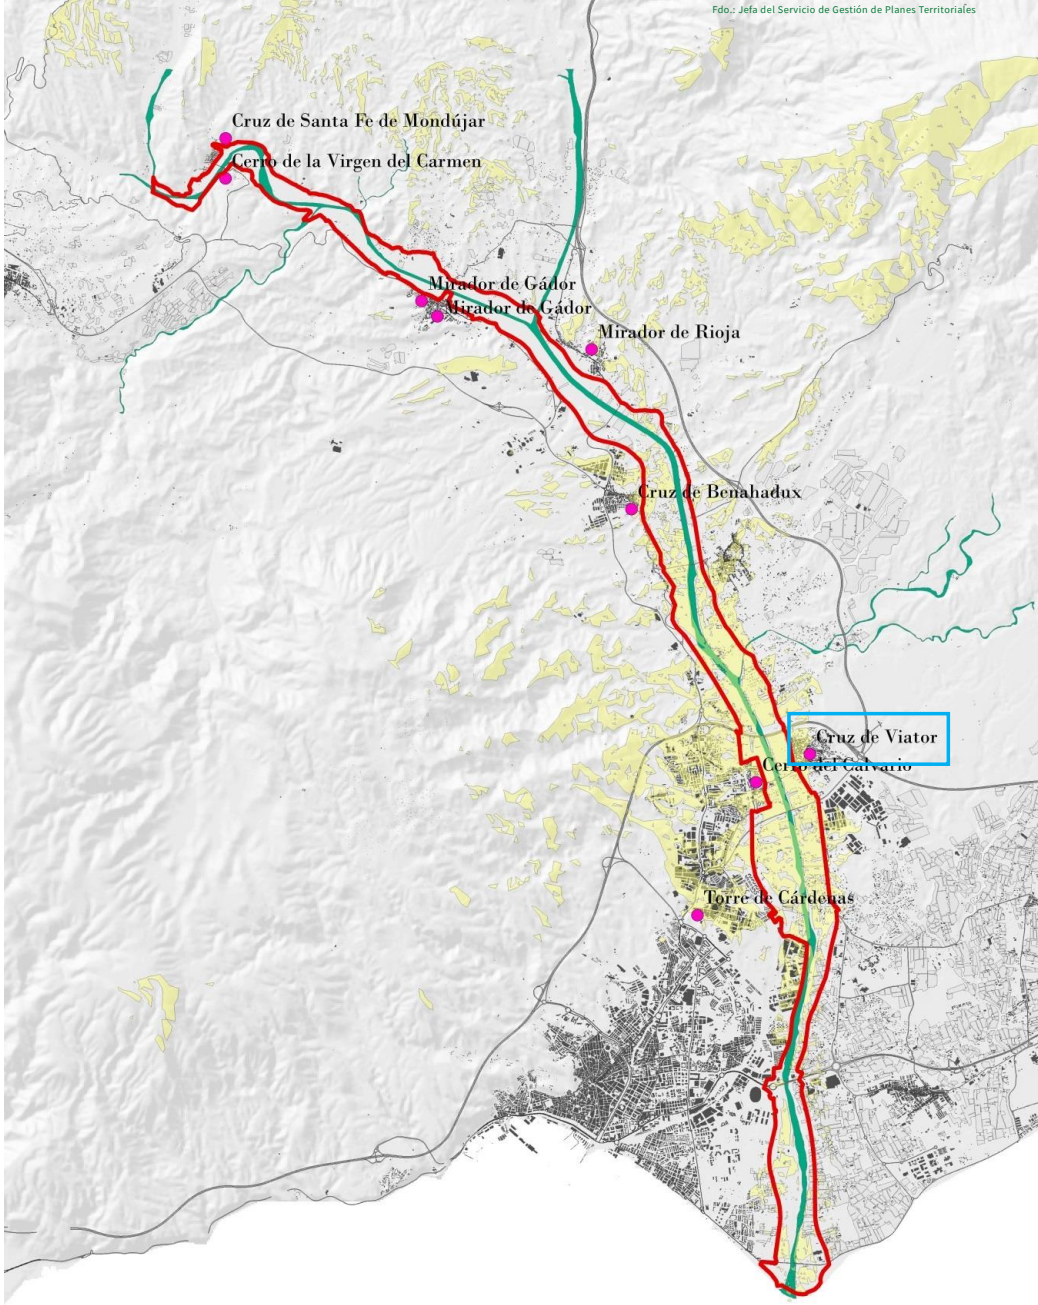 Fdo.: Jefa del Servicio de Gestión de Planes Territoriales
Cruz de Santa Fe de Mondújar
Cerro de la Virgen del Carmen
Mirador de Gádor
Mirador de Gádor
Mirador de Rioja
Cruz de Benahadux
Cruz de Viator
Cerro del Calvario
Torre de Cárdenas